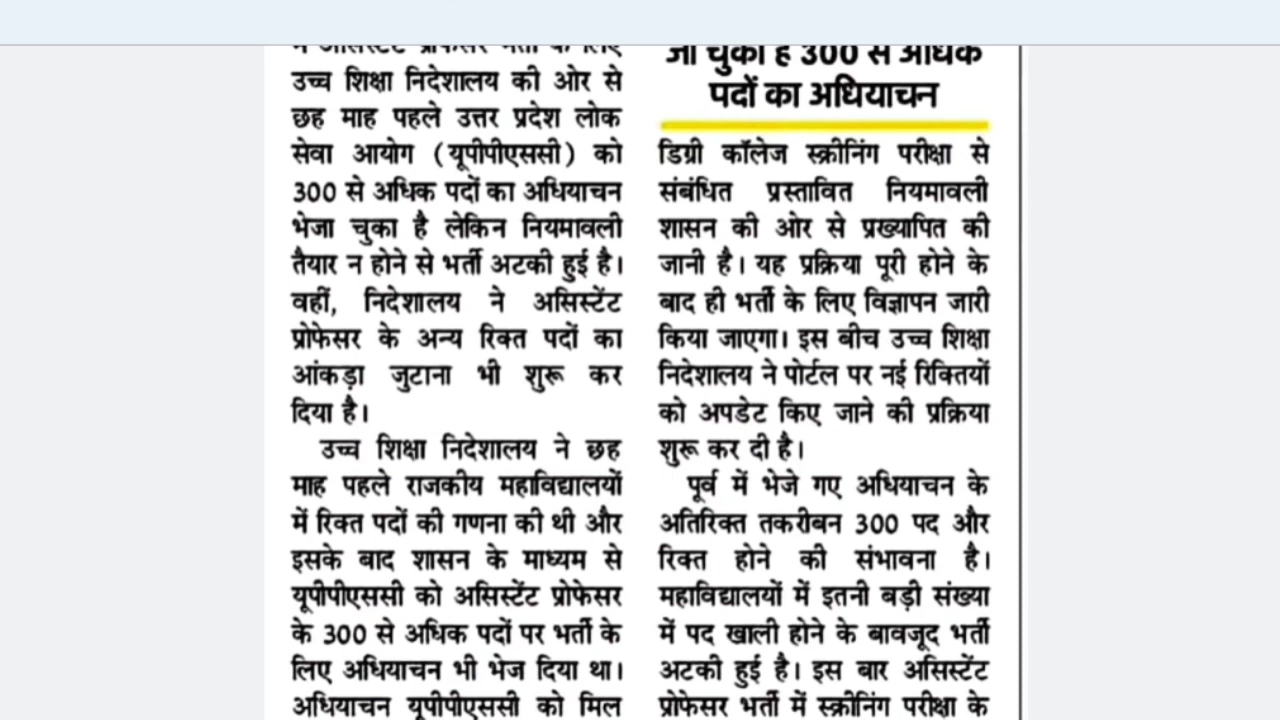 में असिस्टेंट प्रोफेसर भर्ती के लिए
उच्च शिक्षा निदेशालय की ओर से
छह माह पहले उत्तर प्रदेश लोक
सेवा आयोग (यूपीपीएससी) को
300 से अधिक पदों का अधियाचन
भेजा चुका है लेकिन नियमावली
तैयार न होने से भर्ती अटकी हुई है।
वहीं, निदेशालय ने असिस्टेंट
प्रोफेसर के अन्य रिक्त पदों का
आंकड़ा जुटाना भी शुरू कर
दिया है।
उच्च शिक्षा निदेशालय ने छह
माह पहले राजकीय महाविद्यालयों
में रिक्त पदों की गणना की थी और
इसके बाद शासन के माध्यम से
यूपीपीएससी को असिस्टेंट प्रोफेसर
के 300 से अधिक पदों पर भर्ती के
लिए अधियाचन भी भेज दिया था।
अधियाचन यूपीपीएससी को मिल
जा चुका है 300 से अधिक
पदों का अधियाचन
डिग्री कॉलेज स्क्रीनिंग परीक्षा से
संबंधित प्रस्तावित नियमावली
शासन की ओर से प्रख्यापित की
जानी है। यह प्रक्रिया पूरी होने के
बाद ही भर्ती के लिए विज्ञापन जारी
किया जाएगा। इस बीच उच्च शिक्षा
निदेशालय ने पोर्टल पर नई रिक्तियों
को अपडेट किए जाने की प्रक्रिया
शुरू कर दी है।
पूर्व में भेजे गए अधियाचन के
अतिरिक्त तकरीबन 300 पद और
रिक्त होने की संभावना है।
महाविद्यालयों में इतनी बड़ी संख्या
में पद खाली होने के बावजूद भर्ती
अटकी हुई है। इस बार असिस्टेंट
प्रोफेसर भर्ती में स्क्रीनिंग परीक्षा के